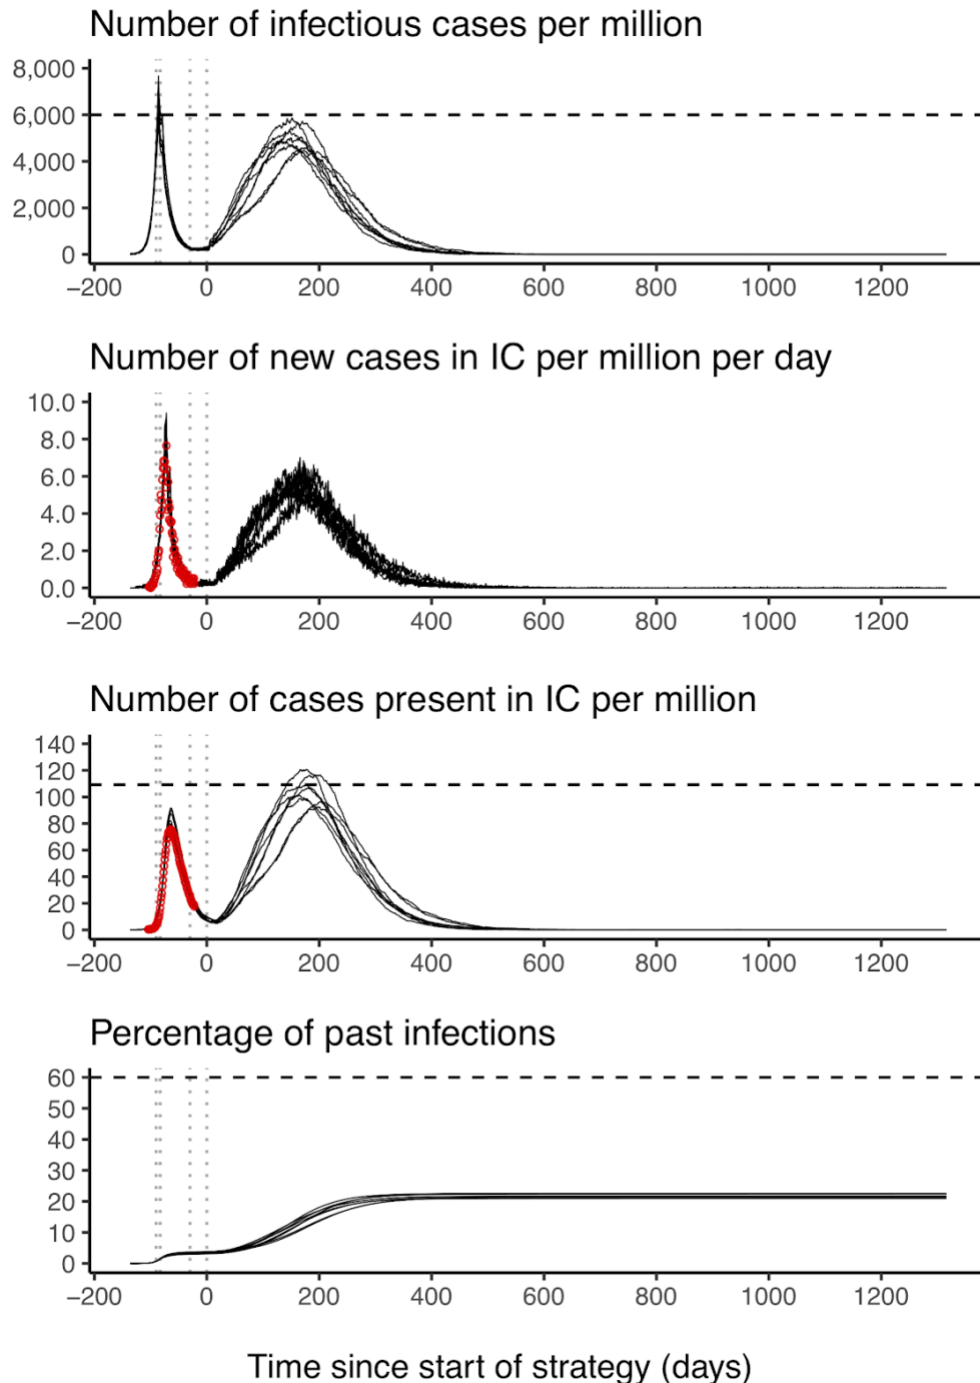 Number of infectious cases per million
8,000
6,000
4,000
2,000
0
−200 0 200 400 600 800 1000 1200
Number of new cases in IC per million per day
10.0
8.0
6.0
4.0
2.0
0.0
−200 0 200 400 600 800 1000 1200
Number of cases present in IC per million
140
120
100
80
60
40
20
0
−200 0 200 400 600 800 1000 1200
Percentage of past infections
60
50
40
30
20
10
0
−200 0 200 400 600 800 1000 1200
Time since start of strategy (days)